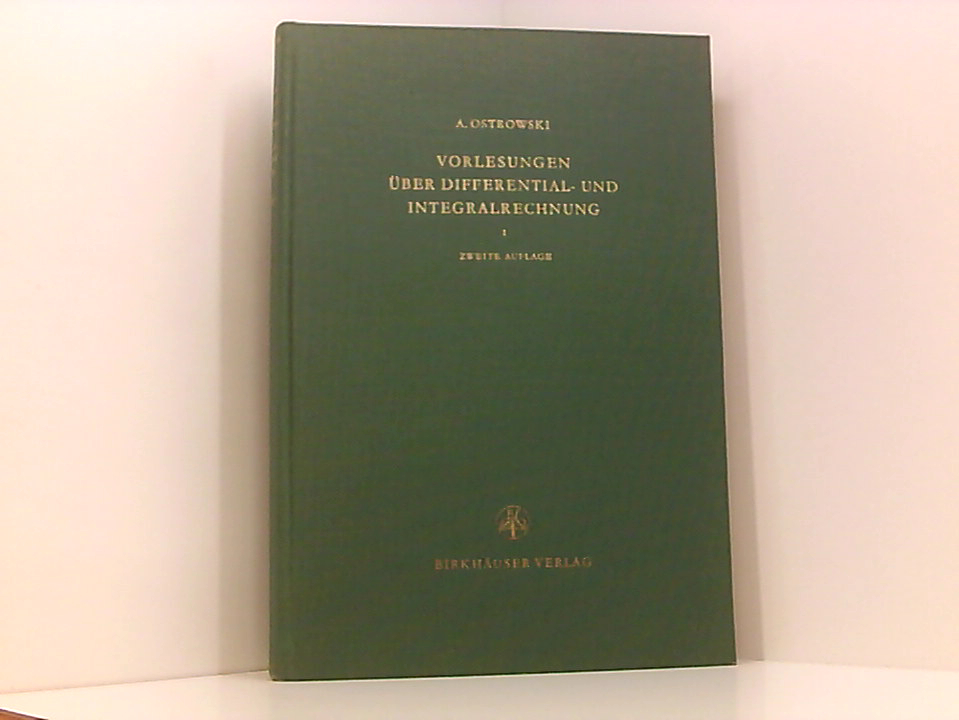 A. OSTROWSKI
VORLESUNGEN
ÜBER DIFFERENTIAL- UND
INTEGRALRECHNUNG
I
ZWEITE AUFLAGE
BIRKHÄUSER VERLAG